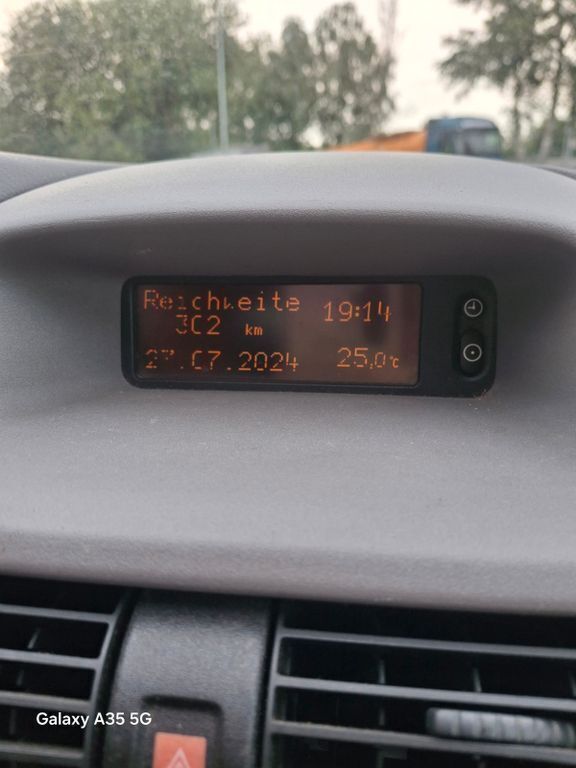 Reichweite 19:14
302 km
27.07.2024 25,0°C
Galaxy A35 5G